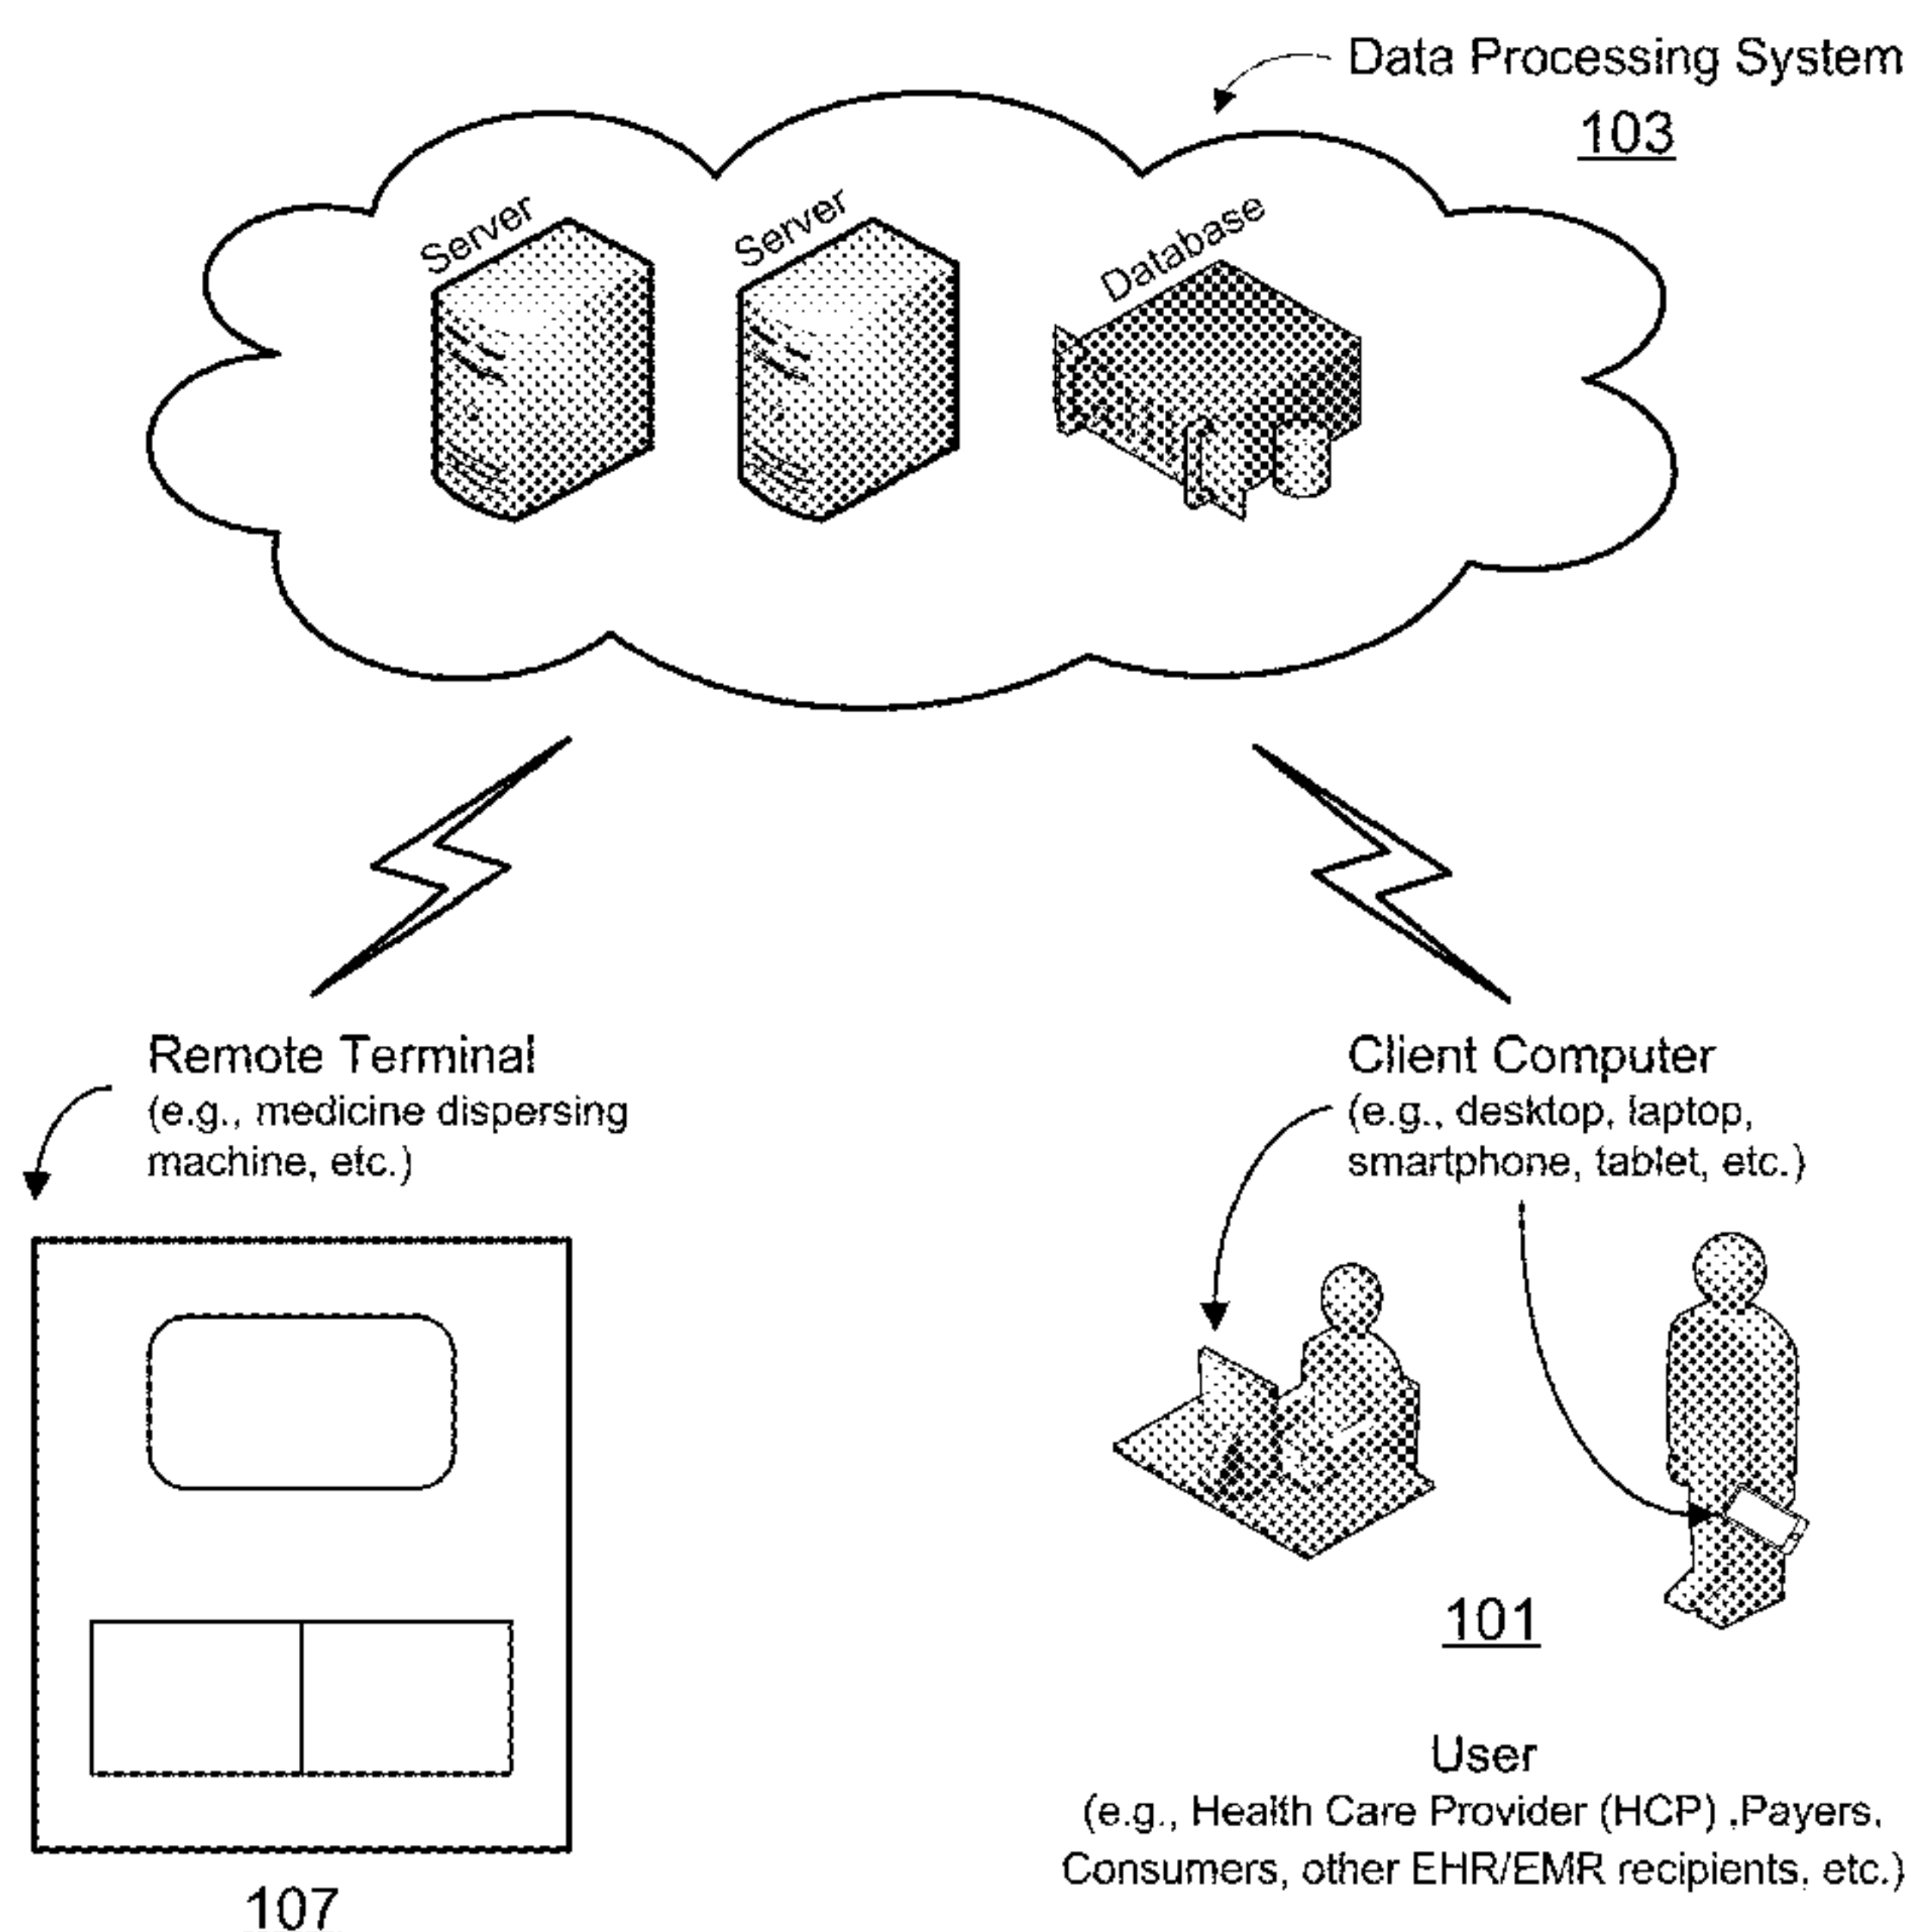 Data Processing System
103
Server
Server
Database
Remote Terminal
(e.g., medicine dispersing
machine, etc.)
Client Computer
(e.g., desktop, laptop,
smartphone, tablet, etc.)
101
User
(e.g., Health Care Provider (HCP) .Payers,
Consumers, other EHR/EMR recipients, etc.)
107